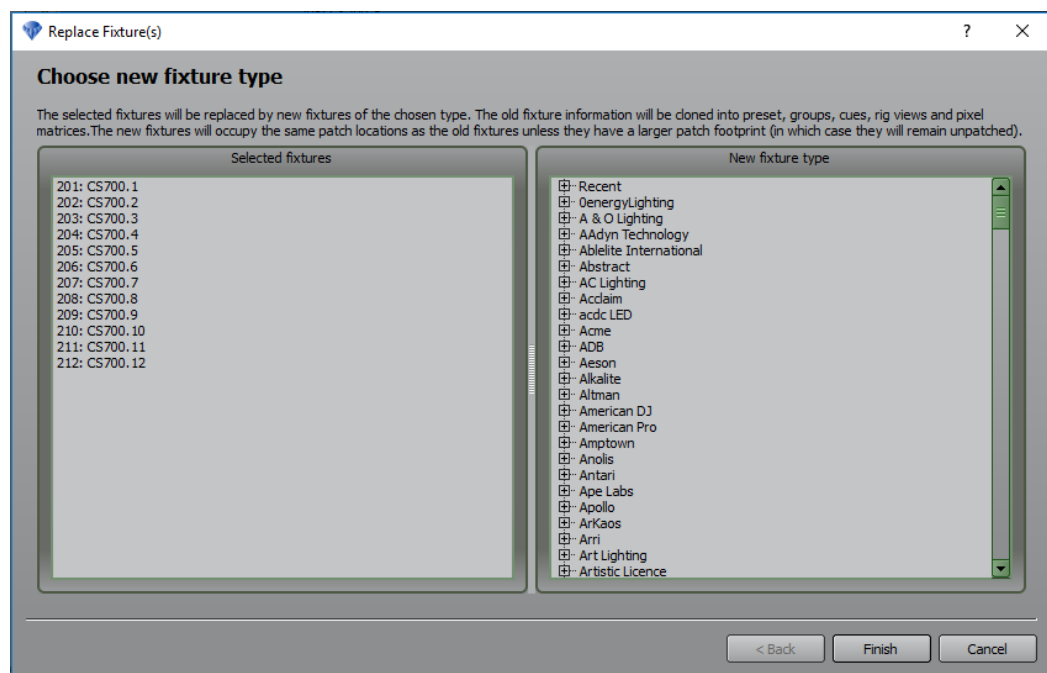 Replace Fixture(s)
?
Choose new fixture type
The selected fixtures will be replaced by new fixtures of the chosen type. The old fixture information will be cloned into preset, groups, cues, rig views and pixel
matrices.The new fixtures will occupy the same patch locations as the old fixtures unless they have a larger patch footprint (in which case they will remain unpatched).
Selected fixtures
201: CS700.1
202: CS700.2
203: CS700.3
204: CS700.4
205: CS700.5
206: CS700.6
207: CS700.7
208: CS700.8
209: CS700.9
210: CS700.10
211: CS700.11
212: CS700.12
New fixture type
Recent
0energyLighting
A & O Lighting
AAdyn Technology
Ablelite International
Abstract
AC Lighting
Acclaim
acdc LED
Acme
ADB
Aeson
Alkalite
Altman
American DJ
American Pro
Amptown
Anolis
Antari
Ape Labs
Apollo
ArKaos
Arri
Art Lighting
Artistic Licence
< Back
Finish
Cancel